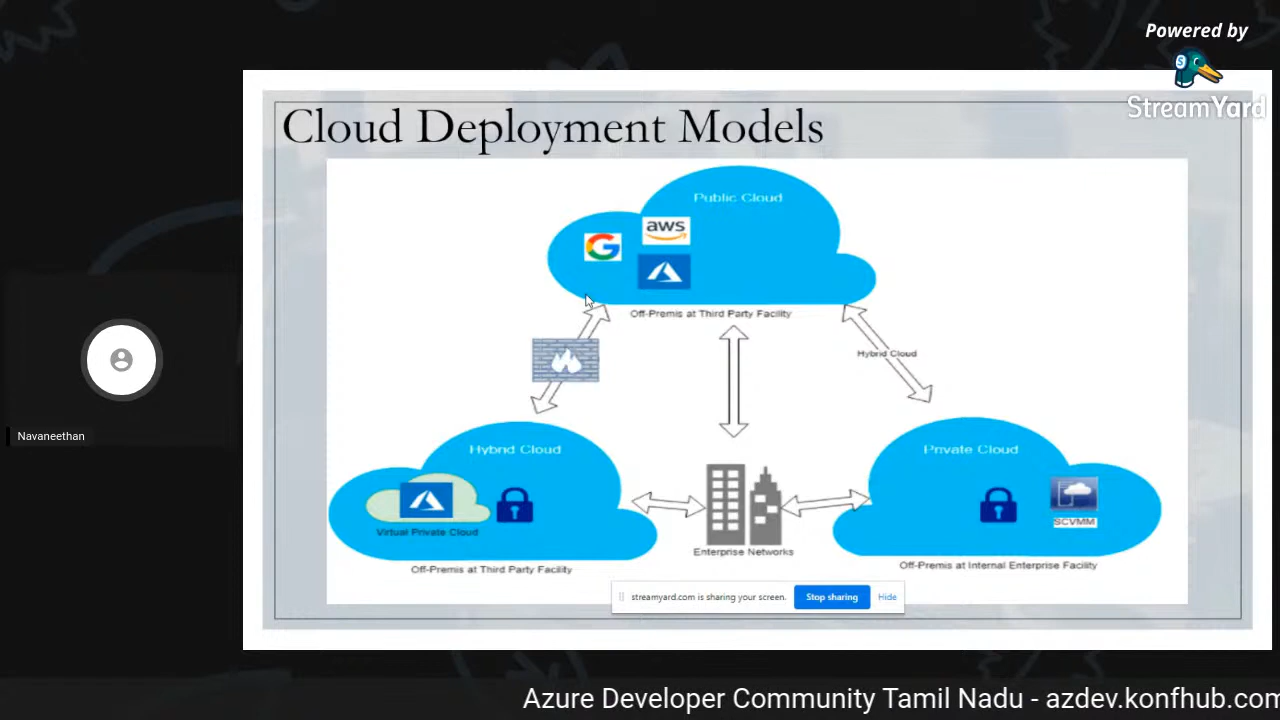 Powered by
StreamYard
Cloud Deployment Models
Public Cloud
aws
G
Off-Premis at Third Party Facility
Hybrid Cloud
Hybrid Cloud
Private Cloud
Virtual Private Cloud
SCVMM
Enterprise Networks
Off-Premis at Third Party Facility
Off-Premis at Internal Enterprise Facility
streamyard.com is sharing your screen.
Stop sharing
Hide
Navaneethan
Azure Developer Community Tamil Nadu - azdev.konfhub.com